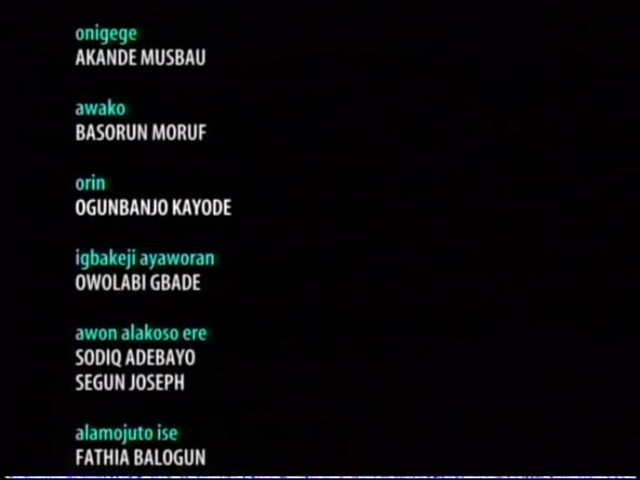 onigege
AKANDE MUSBAU
awako
BASORUN MORUF
orin
OGUNBANJO KAYODE
igbakeji ayaworan
OWOLABI GBADE
awon alakoso ere
SODIQ ADEBAYO
SEGUN JOSEPH
alamojuto ise
FATHIA BALOGUN